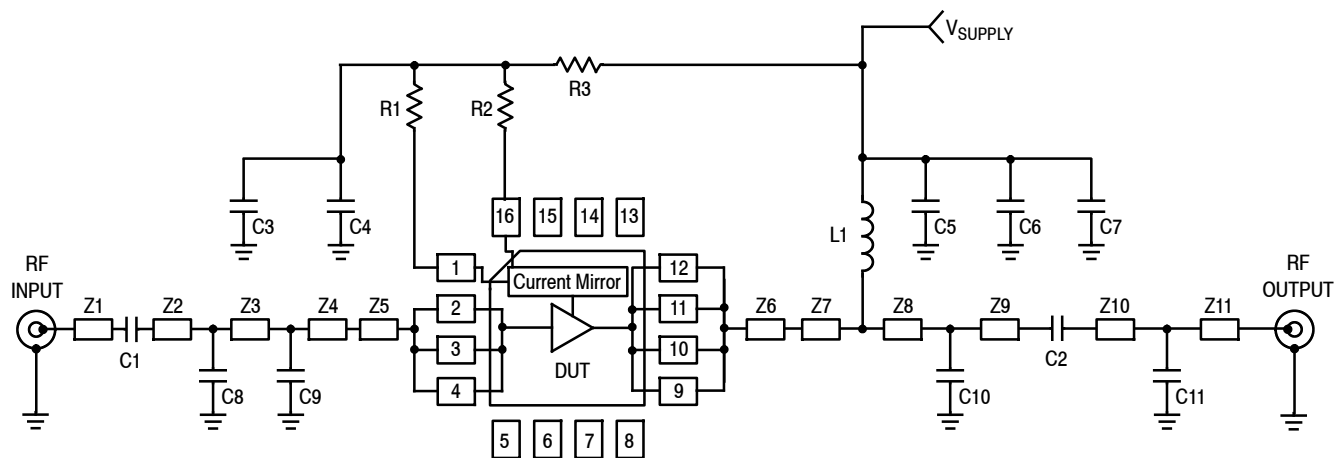 V_SUPPLY
R3
R1
R2
C3
C4
16
15
14
13
L1
C5
C6
C7
RF
INPUT
RF
OUTPUT
1
Current Mirror
12
Z1
Z2
Z3
Z4
Z5
2
11
Z6
Z7
Z8
Z9
Z10
Z11
C1
3
10
C2
DUT
C8
C9
4
9
C10
C11
5
6
7
8